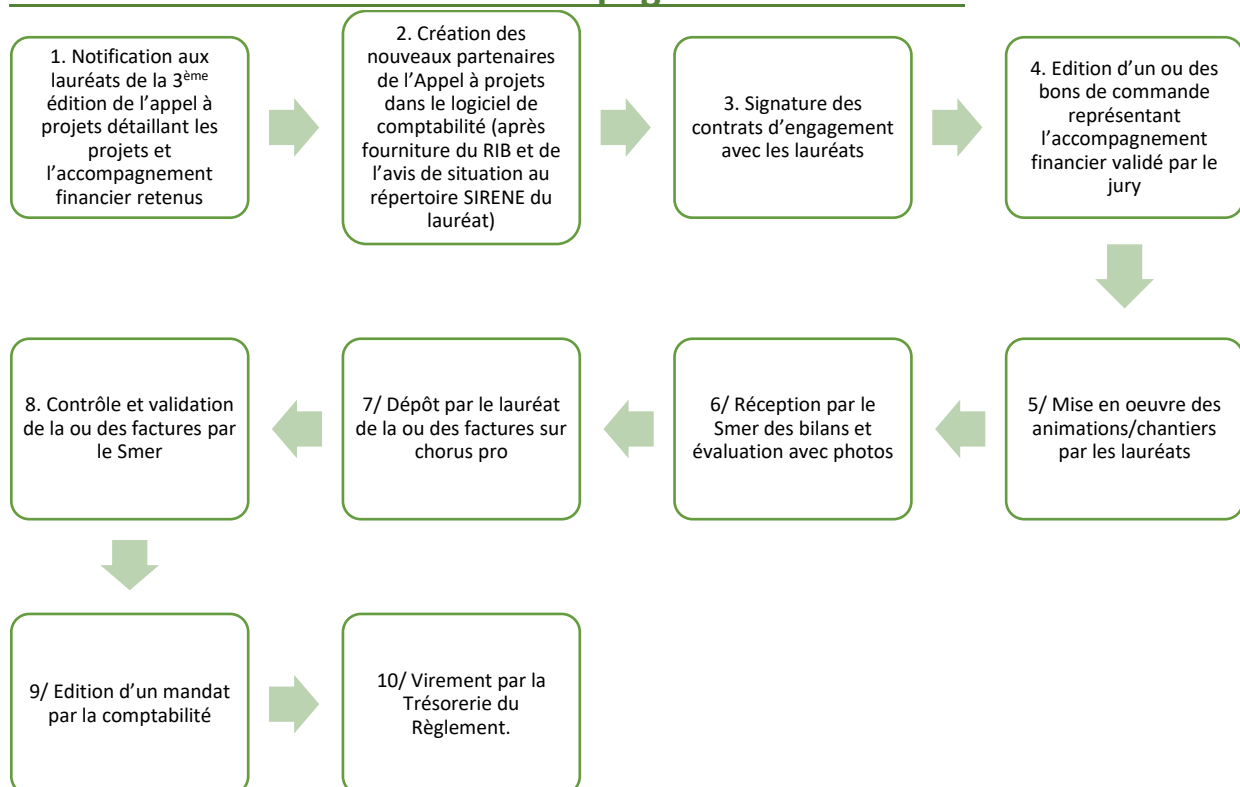 1. Notification aux
lauréats de la 3ème
édition de l’appel à
projets détaillant les
projets et
l’accompagnement
financier retenus
2. Création des
nouveaux partenaires
de l’Appel à projets
dans le logiciel de
comptabilité (après
fourniture du RIB et de
l’avis de situation au
répertoire SIRENE du
lauréat)
3. Signature des
contrats d’engagement
avec les lauréats
4. Edition d’un ou des
bons de commande
représentant
l’accompagnement
financier validé par le
jury
5/ Mise en oeuvre des
animations/chantiers
par les lauréats
6/ Réception par le
Smer des bilans et
évaluation avec photos
7/ Dépôt par le lauréat
de la ou des factures sur
chorus pro
8. Contrôle et validation
de la ou des factures par
le Smer
9/ Edition d’un mandat
par la comptabilité
10/ Virement par la
Trésorerie du
Règlement.